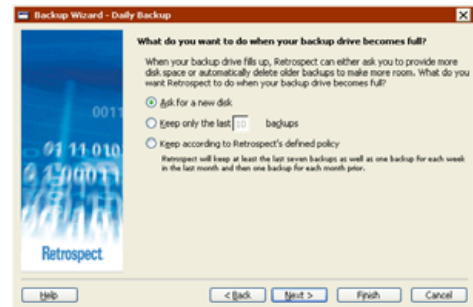 Backup Wizard - Daily Backup
What do you want to do when your backup drive becomes full?
When your backup drive fills up, Retrospect can either ask you to provide more
disk space or automatically delete older backups to make more room. What do you
want Retrospect to do when your backup drive becomes full?
Ask for a new disk
Keep only the last 10 backups
Keep according to Retrospect's defined policy
Retrospect will keep at least the last seven backups as well as one backup for each week
in the last month and then one backup for each month prior.
0011
01 11 010
Retrospect
Help
< Back
Next >
Finish
Cancel